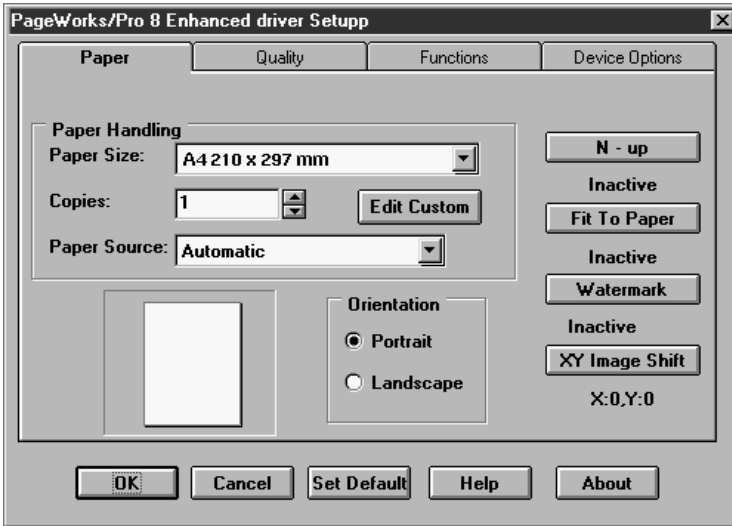 PageWorks/Pro 8 Enhanced driver Setupp
Paper Quality Functions Device Options
Paper Handling
Paper Size: A4 210 x 297 mm
Copies: 1 Edit Custom
Paper Source: Automatic
Orientation
Portrait
Landscape
N - up
Inactive
Fit To Paper
Inactive
Watermark
Inactive
XY Image Shift
X:0,Y:0
OK Cancel Set Default Help About